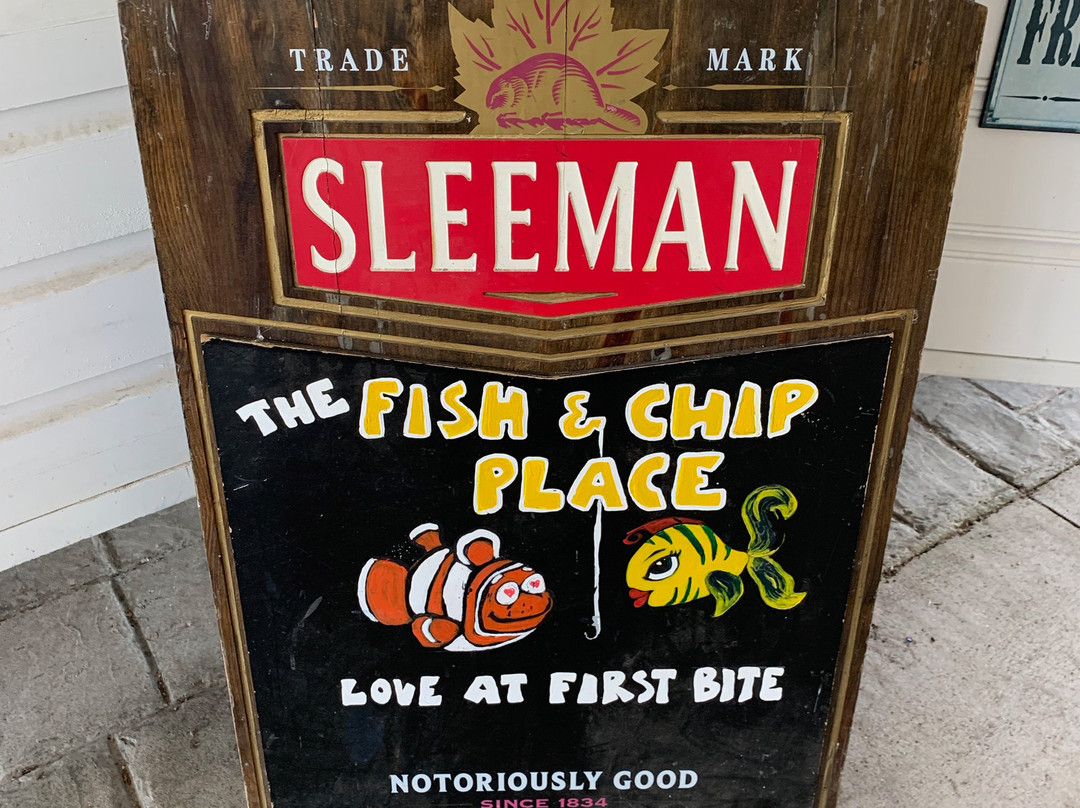 TRADE MARK
SLEEMAN
THE FISH & CHIP
PLACE
LOVE AT FIRST BITE
NOTORIOUSLY GOOD
SINCE 1834